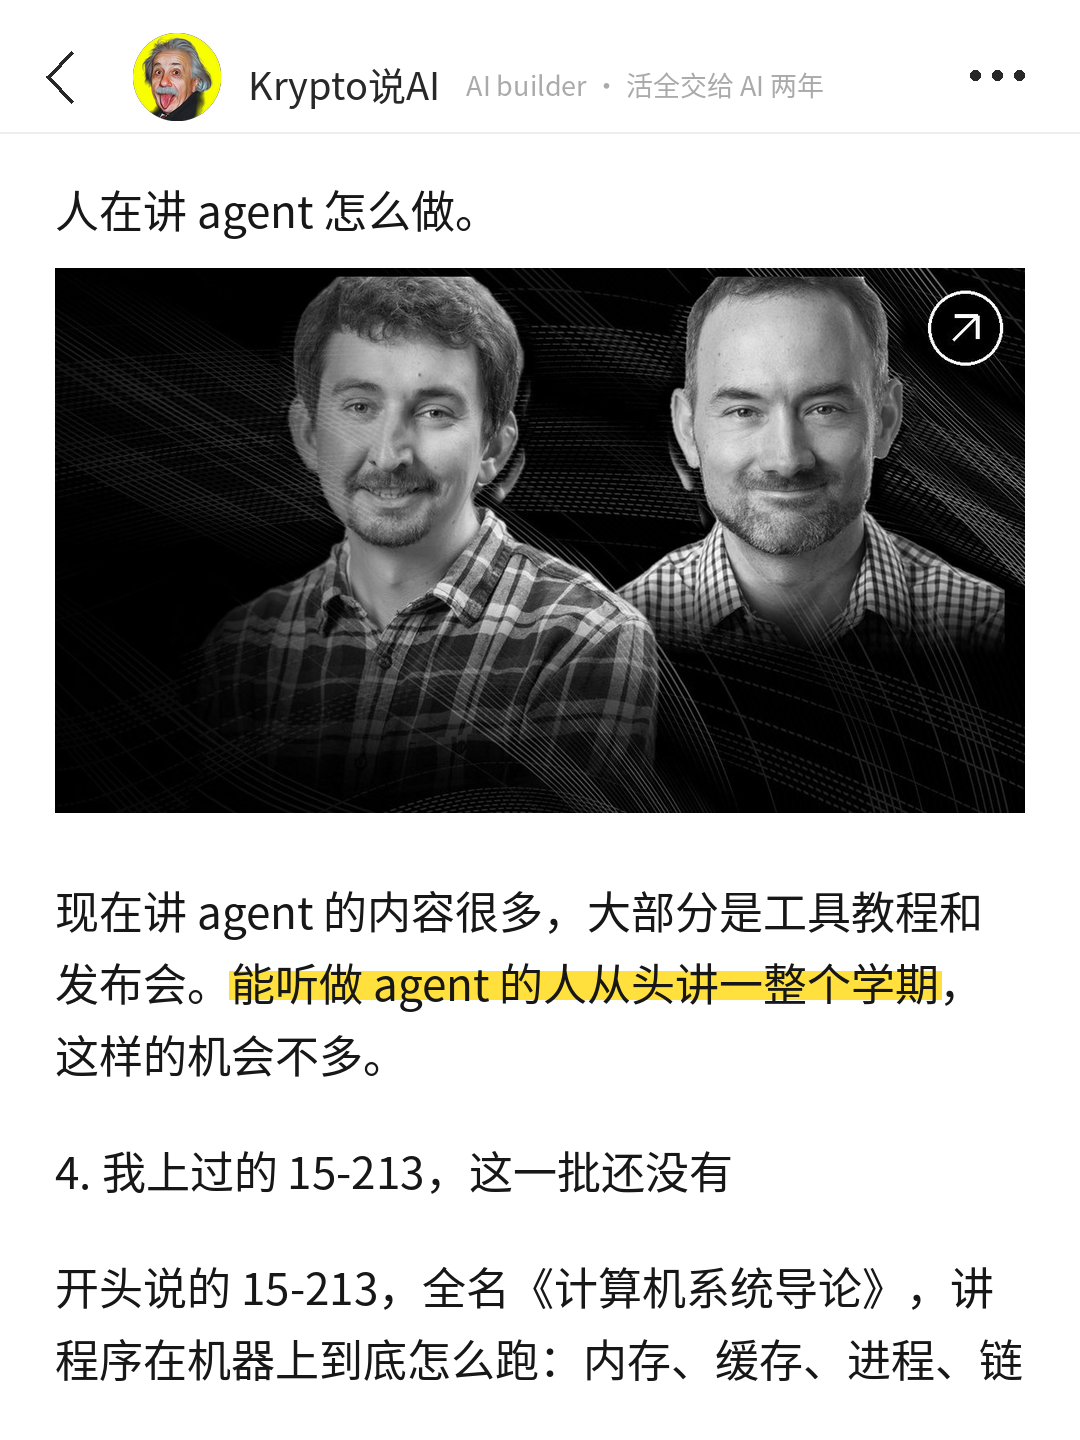 Krypto说AI AI builder · 活全交给 AI 两年
人在讲 agent 怎么做。
现在讲 agent 的内容很多，大部分是工具教程和
发布会。能听做 agent 的人从头讲一整个学期，
这样的机会不多。
4. 我上过的 15-213，这一批还没有
开头说的 15-213，全名《计算机系统导论》，讲
程序在机器上到底怎么跑：内存、缓存、进程、链